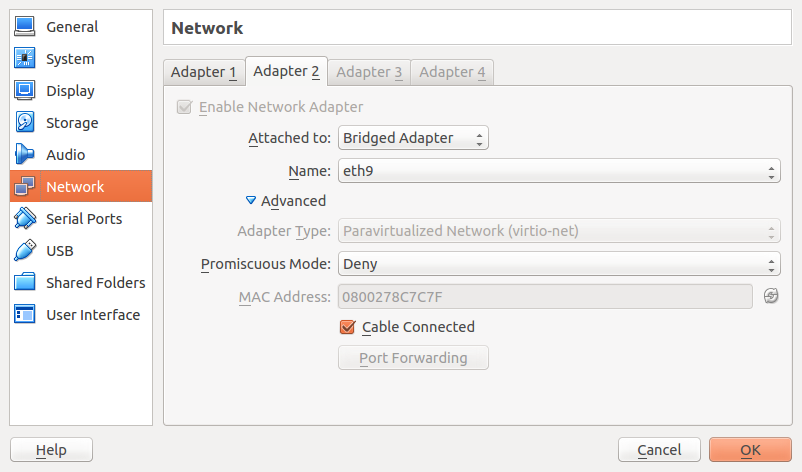 General
System
Display
Storage
Audio
Network
Serial Ports
USB
Shared Folders
User Interface
Network
Adapter 1
Adapter 2
Adapter 3
Adapter 4
Enable Network Adapter
Attached to: Bridged Adapter
Name: eth9
Advanced
Adapter Type: Paravirtualized Network (virtio-net)
Promiscuous Mode: Deny
MAC Address: 0800278C7C7F
Cable Connected
Port Forwarding
Help
Cancel
OK